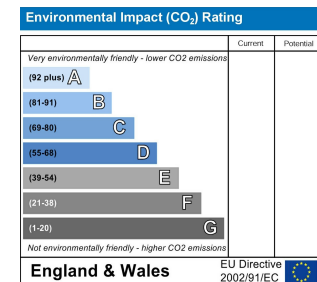 Environmental Impact (CO₂) Rating
Current Potential
Very environmentally friendly - lower CO2 emissions
(92 plus) A
(81-91) B
(69-80) C
(55-68) D
(39-54) E
(21-38) F
(1-20) G
Not environmentally friendly - higher CO2 emissions
England & Wales
EU Directive
2002/91/EC